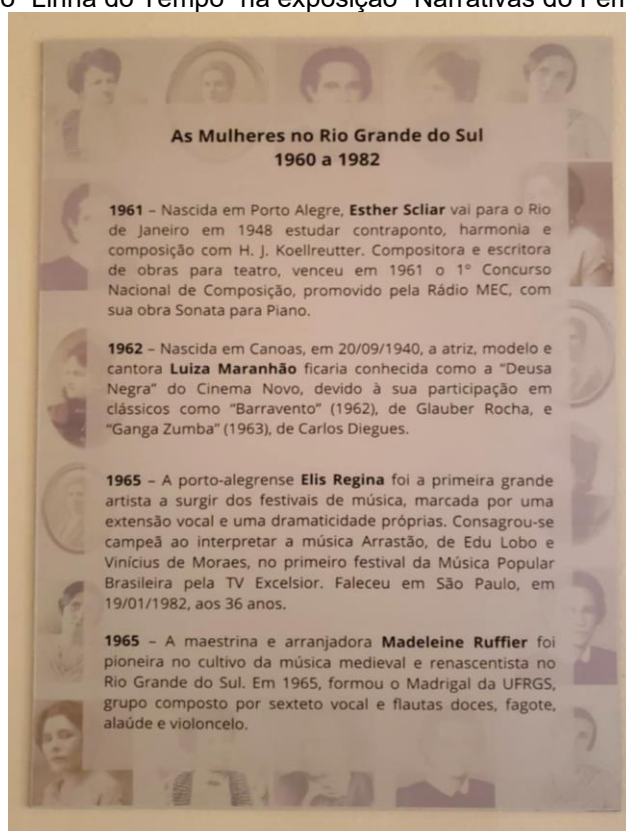 o "Linha do Tempo" na exposição "Narrativas do Fem
As Mulheres no Rio Grande do Sul
1960 a 1982
1961 – Nascida em Porto Alegre, Esther Scliar vai para o Rio
de Janeiro em 1948 estudar contraponto, harmonia e
composição com H. J. Koellreutter. Compositora e escritora
de obras para teatro, venceu em 1961 o 1º Concurso
Nacional de Composição, promovido pela Rádio MEC, com
sua obra Sonata para Piano.
1962 – Nascida em Canoas, em 20/09/1940, a atriz, modelo e
cantora Luiza Maranhão ficaria conhecida como a "Deusa
Negra" do Cinema Novo, devido à sua participação em
clássicos como "Barravento" (1962), de Glauber Rocha, e
"Ganga Zumba" (1963), de Carlos Diegues.
1965 – A porto-alegrense Elis Regina foi a primeira grande
artista a surgir dos festivais de música, marcada por uma
extensão vocal e uma dramaticidade próprias. Consagrou-se
campeã ao interpretar a música Arrastão, de Edu Lobo e
Vinícius de Moraes, no primeiro festival da Música Popular
Brasileira pela TV Excelsior. Faleceu em São Paulo, em
19/01/1982, aos 36 anos.
1965 – A maestrina e arranjadora Madeleine Ruffier foi
pioneira no cultivo da música medieval e renascentista no
Rio Grande do Sul. Em 1965, formou o Madrigal da UFRGS,
grupo composto por sexteto vocal e flautas doces, fagote,
alaúde e violoncelo.